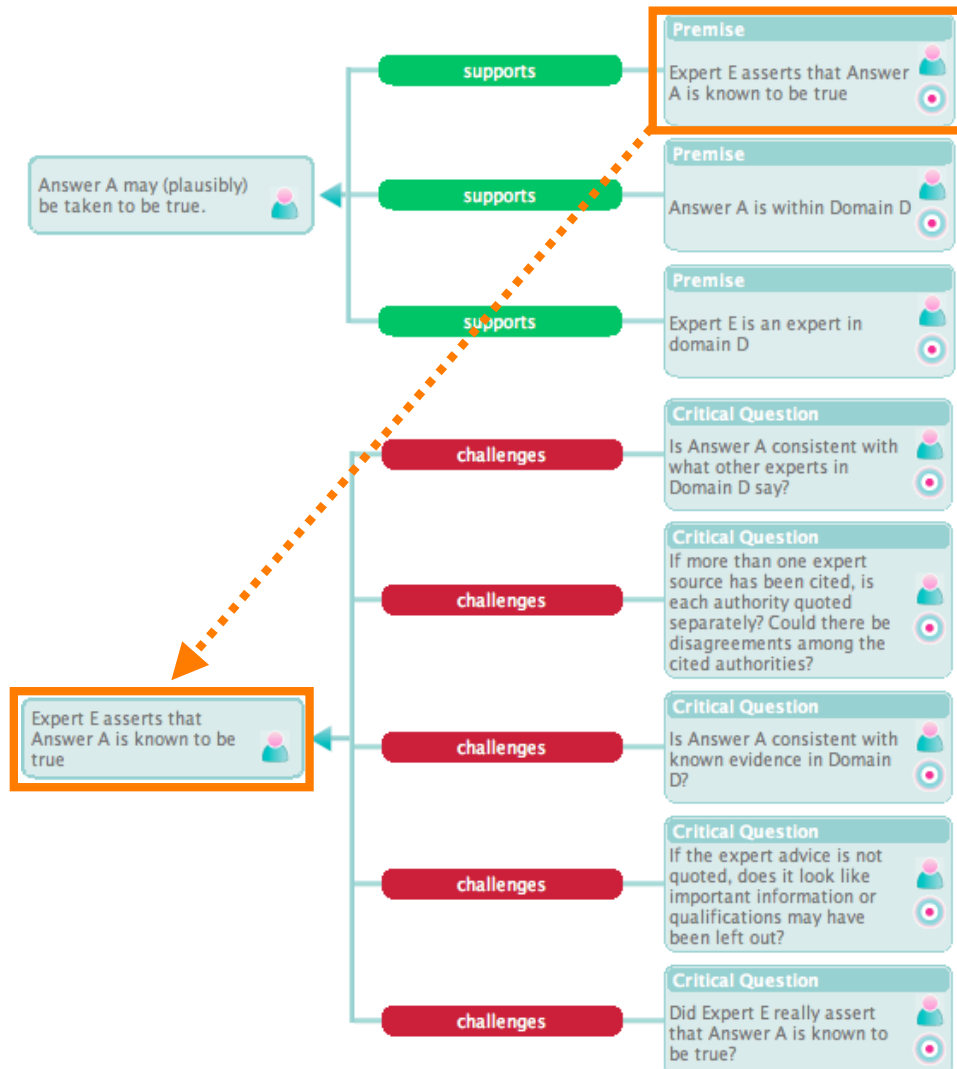 Premise
supports
Expert E asserts that Answer
A is known to be true
Premise
Answer A may (plausibly)
be taken to be true.
supports
Answer A is within Domain D
Premise
supports
Expert E is an expert in
domain D
Critical Question
challenges
Is Answer A consistent with
what other experts in
Domain D say?
Critical Question
challenges
If more than one expert
source has been cited, is
each authority quoted
separately? Could there be
disagreements among the
cited authorities?
Expert E asserts that
Answer A is known to be
true
Critical Question
challenges
Is Answer A consistent with
known evidence in Domain
D?
Critical Question
challenges
If the expert advice is not
quoted, does it look like
important information or
qualifications may have
been left out?
Critical Question
challenges
Did Expert E really assert
that Answer A is known to
be true?